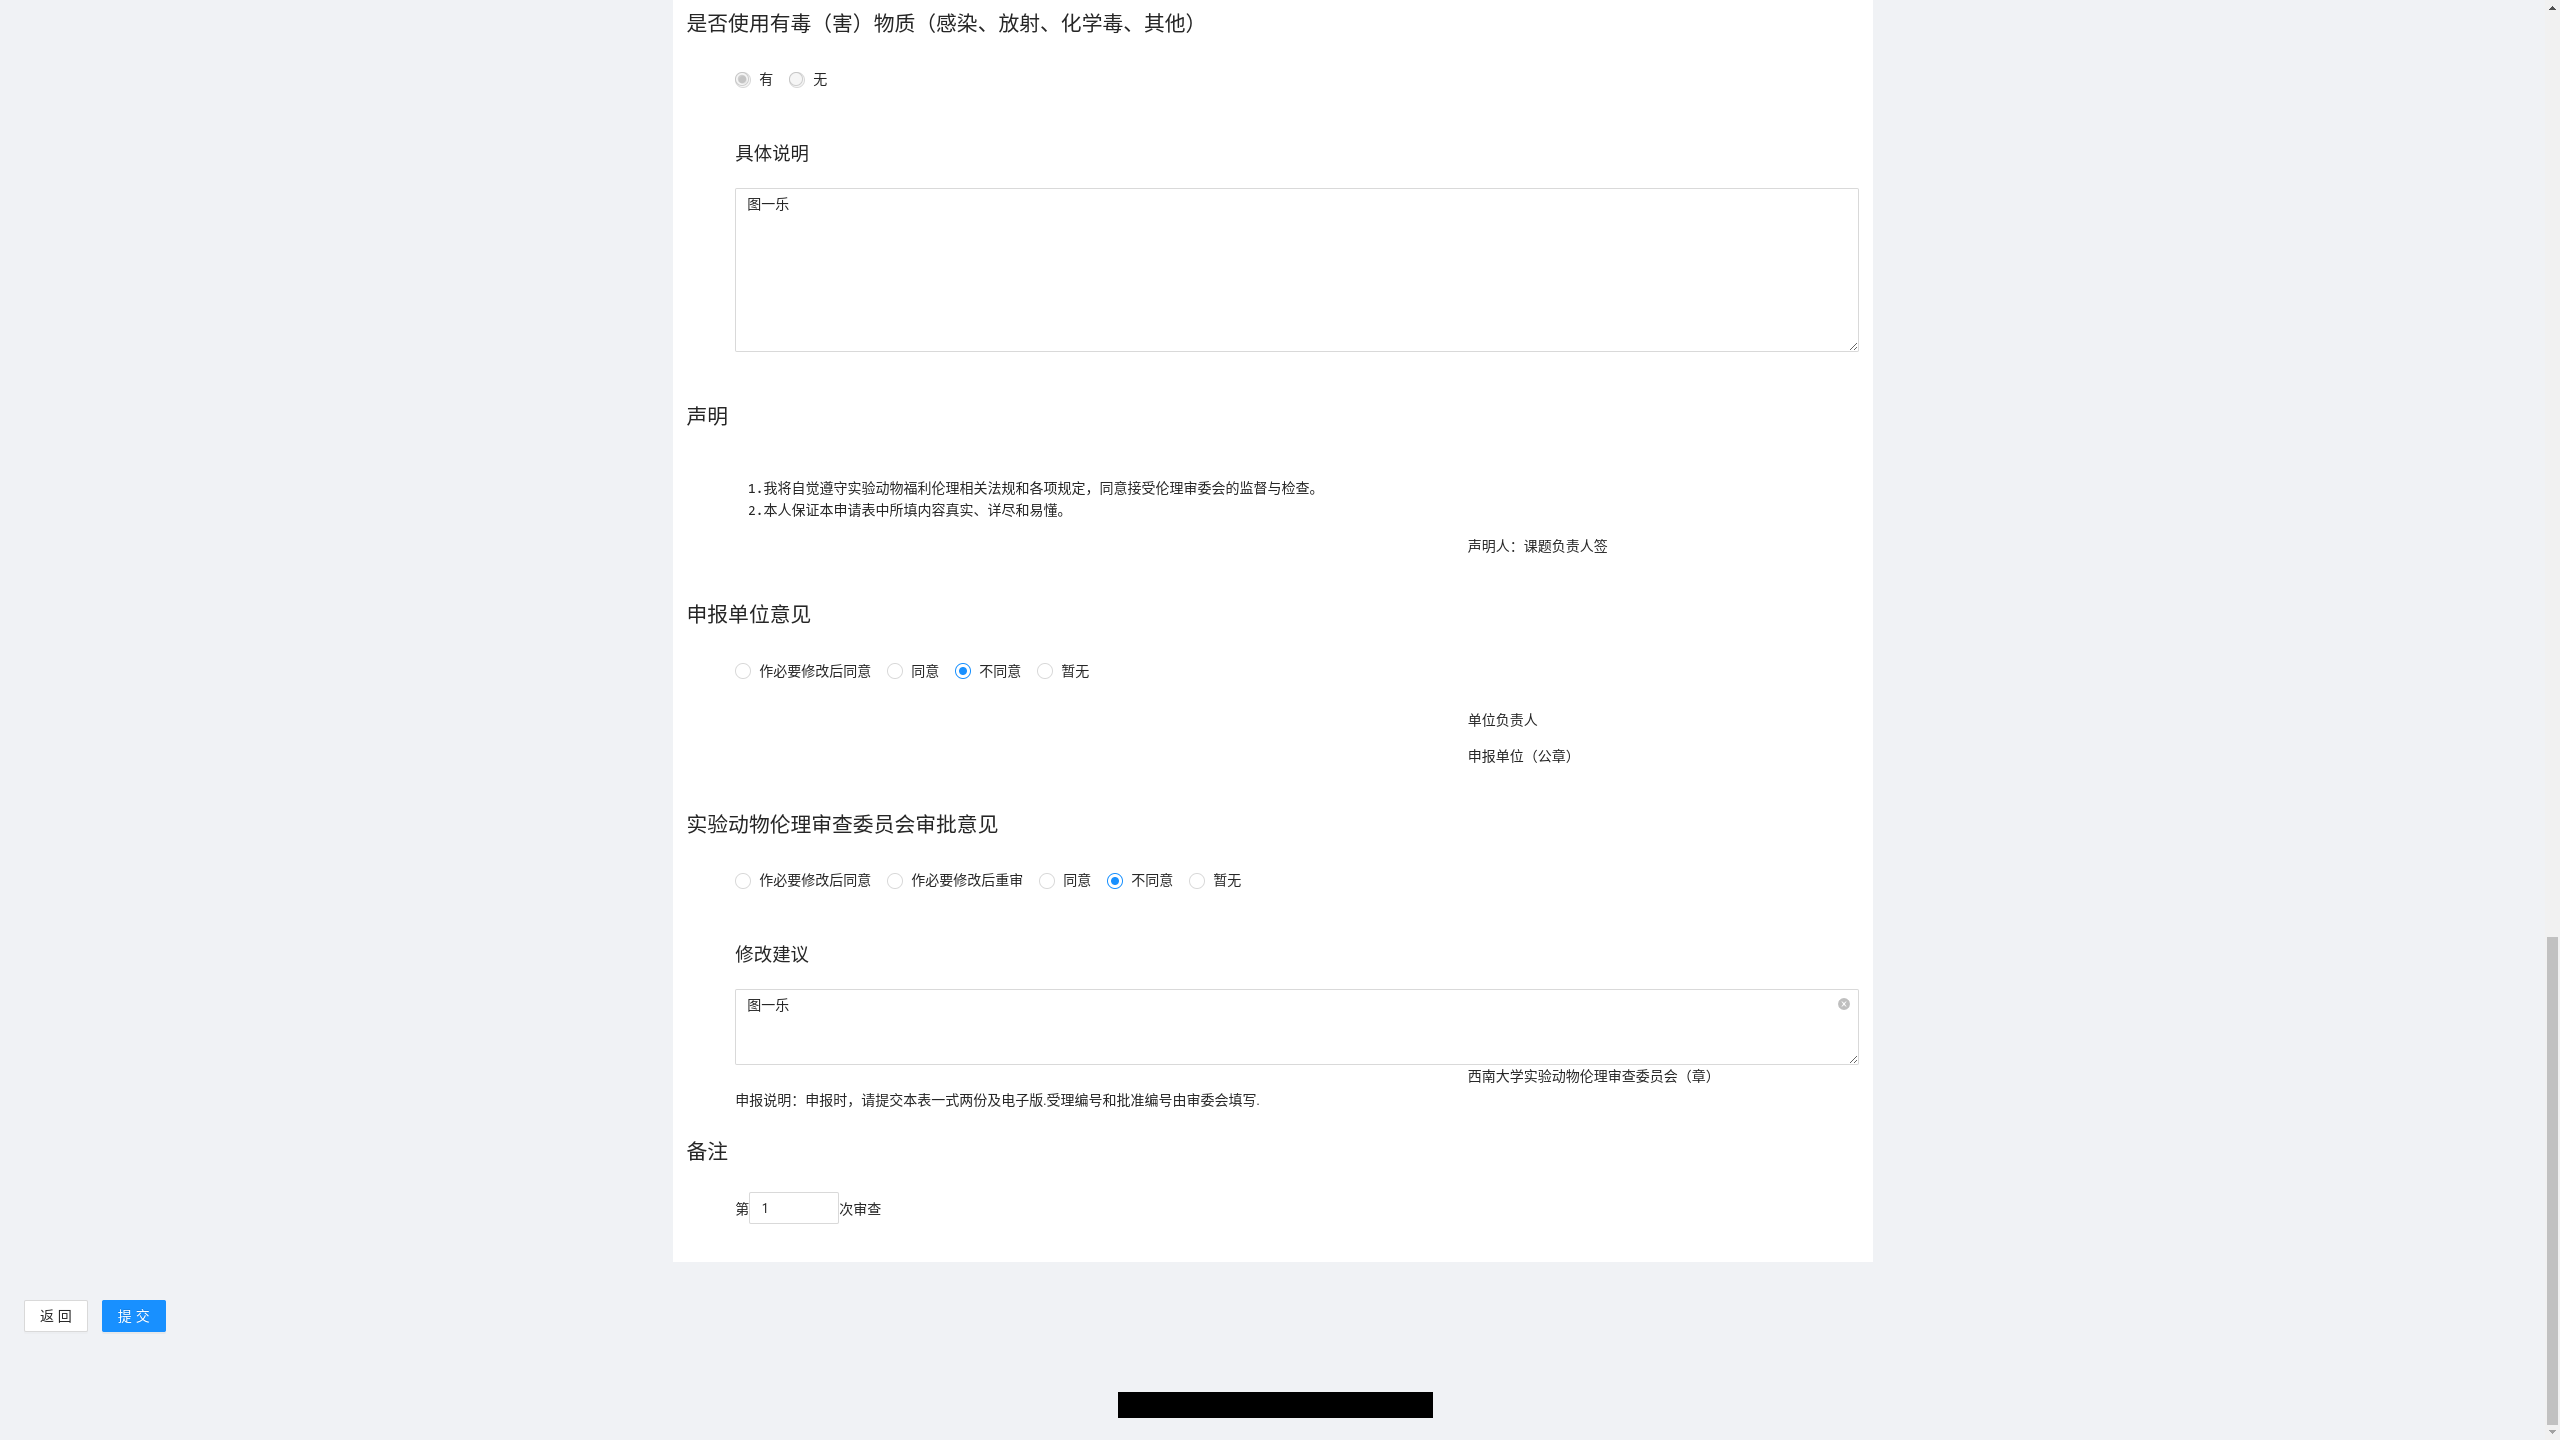 是否使用有毒（害）物质（感染、放射、化学毒、其他）
有 无
具体说明
图一乐
声明
1.我将自觉遵守实验动物福利伦理相关法规和各项规定，同意接受伦理审委会的监督与检查。
2.本人保证本申请表中所填内容真实、详尽和易懂。
声明人：课题负责人签
申报单位意见
作必要修改后同意 同意 不同意 暂无
单位负责人
申报单位（公章）
实验动物伦理审查委员会审批意见
作必要修改后同意 作必要修改后重审 同意 不同意 暂无
修改建议
图一乐
西南大学实验动物伦理审查委员会（章）
申报说明：申报时，请提交本表一式两份及电子版.受理编号和批准编号由审委会填写.
备注
第 1 次审查
返 回 提 交